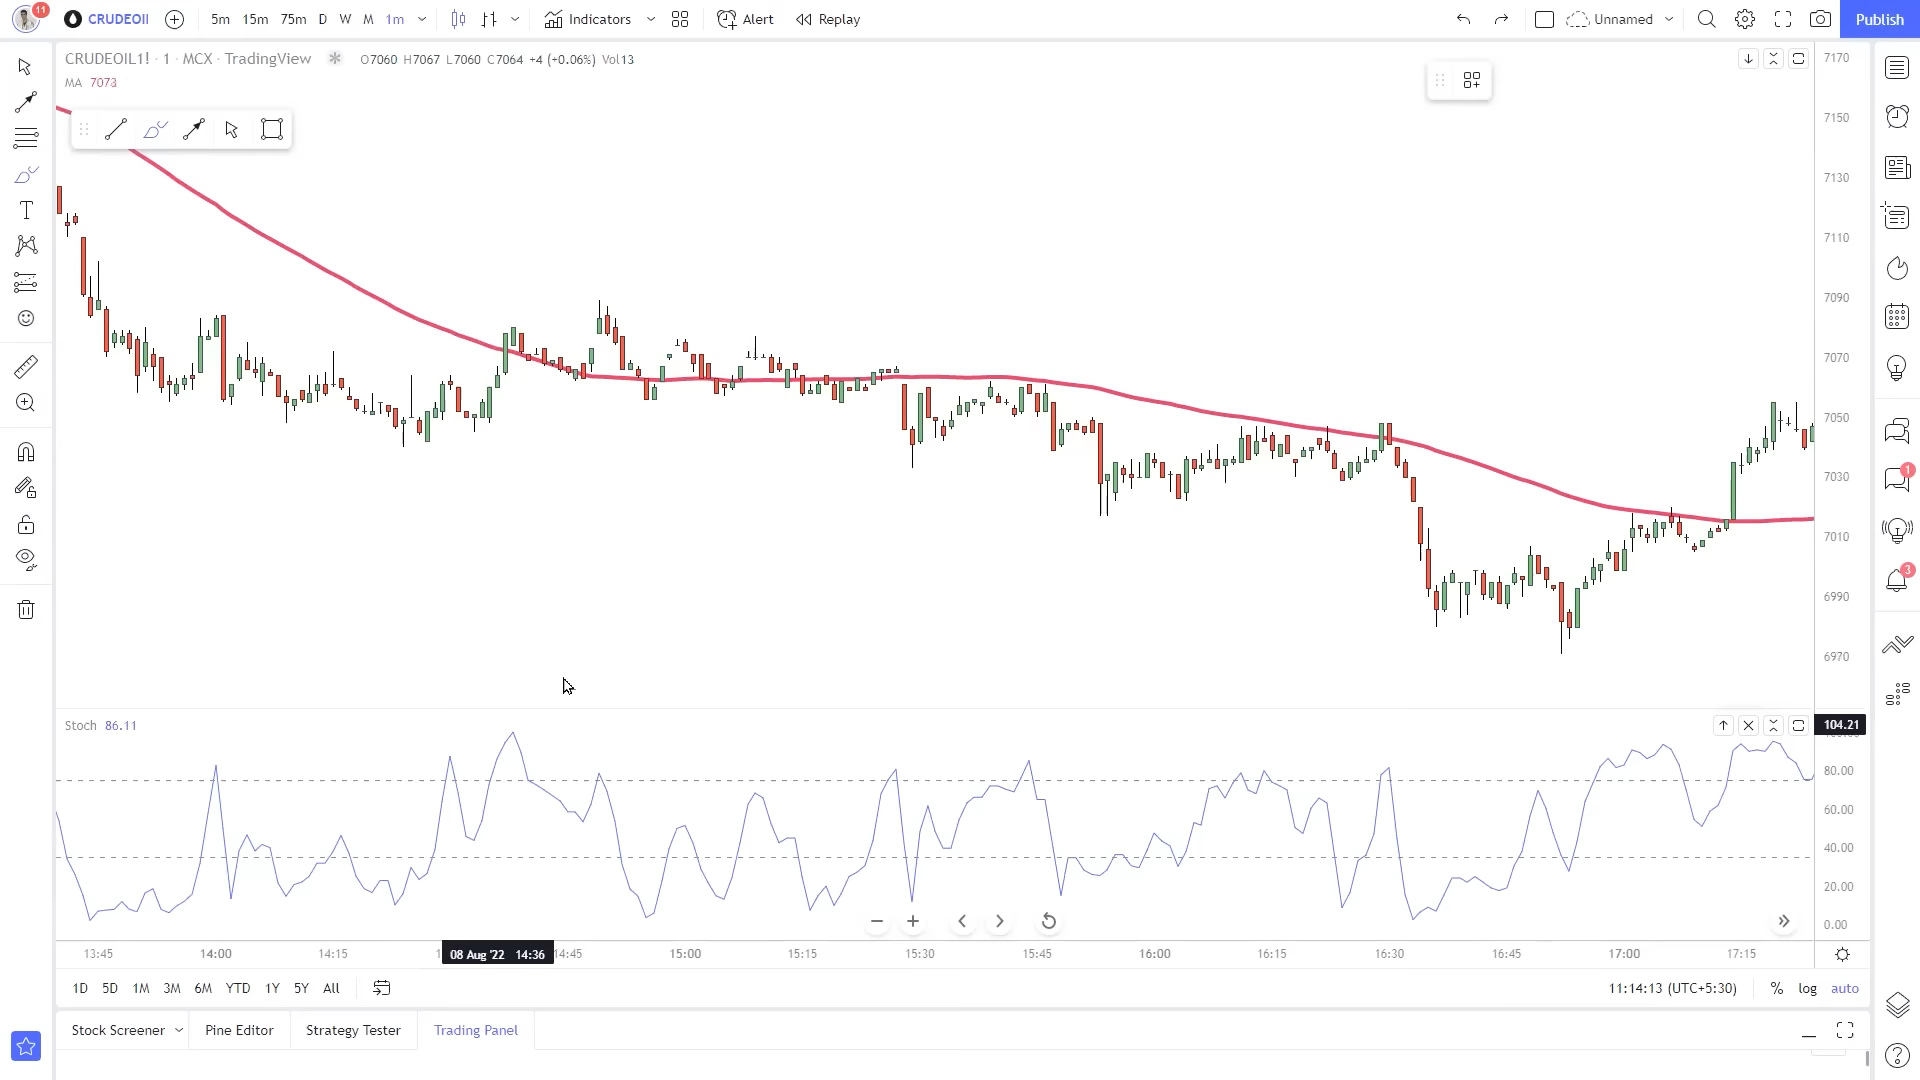 11 CRUDEOIl 5m 15m 75m D W M 1m Indicators Alert Replay Unnamed Publish
CRUDEOIL1! · 1 · MCX · TradingView O7060 H7067 L7060 C7064 +4 (+0.06%) Vol13
MA 7073
7170
7150
7130
7110
7090
7070
7050
7030
7010
6990
6970
1
3
Stoch 86.11
104.21
80.00
60.00
40.00
20.00
0.00
13:45 14:00 14:15 08 Aug '22 14:36 14:45 15:00 15:15 15:30 15:45 16:00 16:15 16:30 16:45 17:00 17:15
1D 5D 1M 3M 6M YTD 1Y 5Y All 11:14:13 (UTC+5:30) % log auto
Stock Screener Pine Editor Strategy Tester Trading Panel